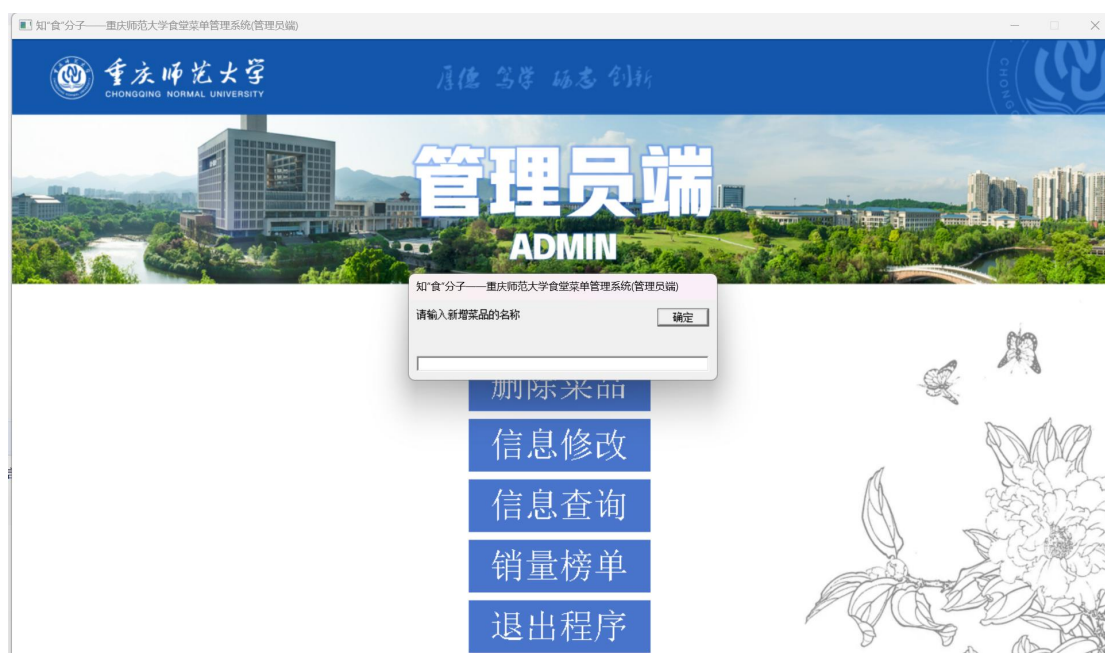 知"食"分子——重庆师范大学食堂菜单管理系统(管理员端)
重庆师范大学
CHONGQING NORMAL UNIVERSITY
厚德 笃学 砺志 创新
CHONGQ
管理员端
ADMIN
知"食"分子——重庆师范大学食堂菜单管理系统(管理员端)
请输入新增菜品的名称
确定
删除菜品
信息修改
信息查询
销量榜单
退出程序